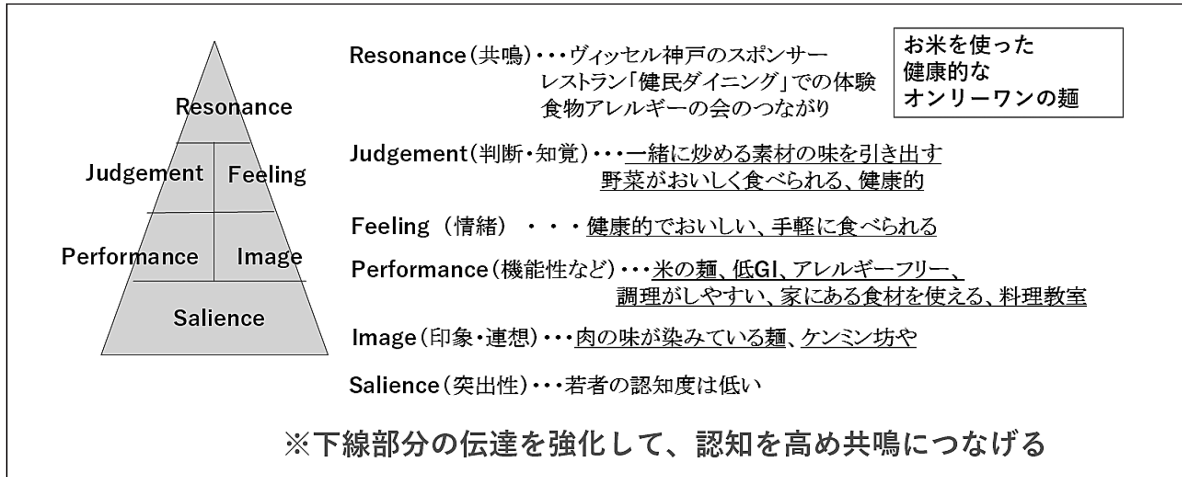 Resonance
Judgement
Feeling
Performance
Image
Salience
Resonance(共鳴)・・・ヴィッセル神戸のスポンサー
レストラン「健民ダイニング」での体験
食物アレルギーの会のつながり
お米を使った
健康的な
オンリーワンの麺
Judgement(判断・知覚)・・・一緒に炒める素材の味を引き出す
野菜がおいしく食べられる、健康的
Feeling (情緒) ・・・ 健康的でおいしい、手軽に食べられる
Performance(機能性など)・・・米の麺、低GI、アレルギーフリー、
調理がしやすい、家にある食材を使える、料理教室
Image(印象・連想)・・・肉の味が染みている麺、ケンミン坊や
Salience(突出性)・・・若者の認知度は低い
※下線部分の伝達を強化して、認知を高め共鳴につなげる